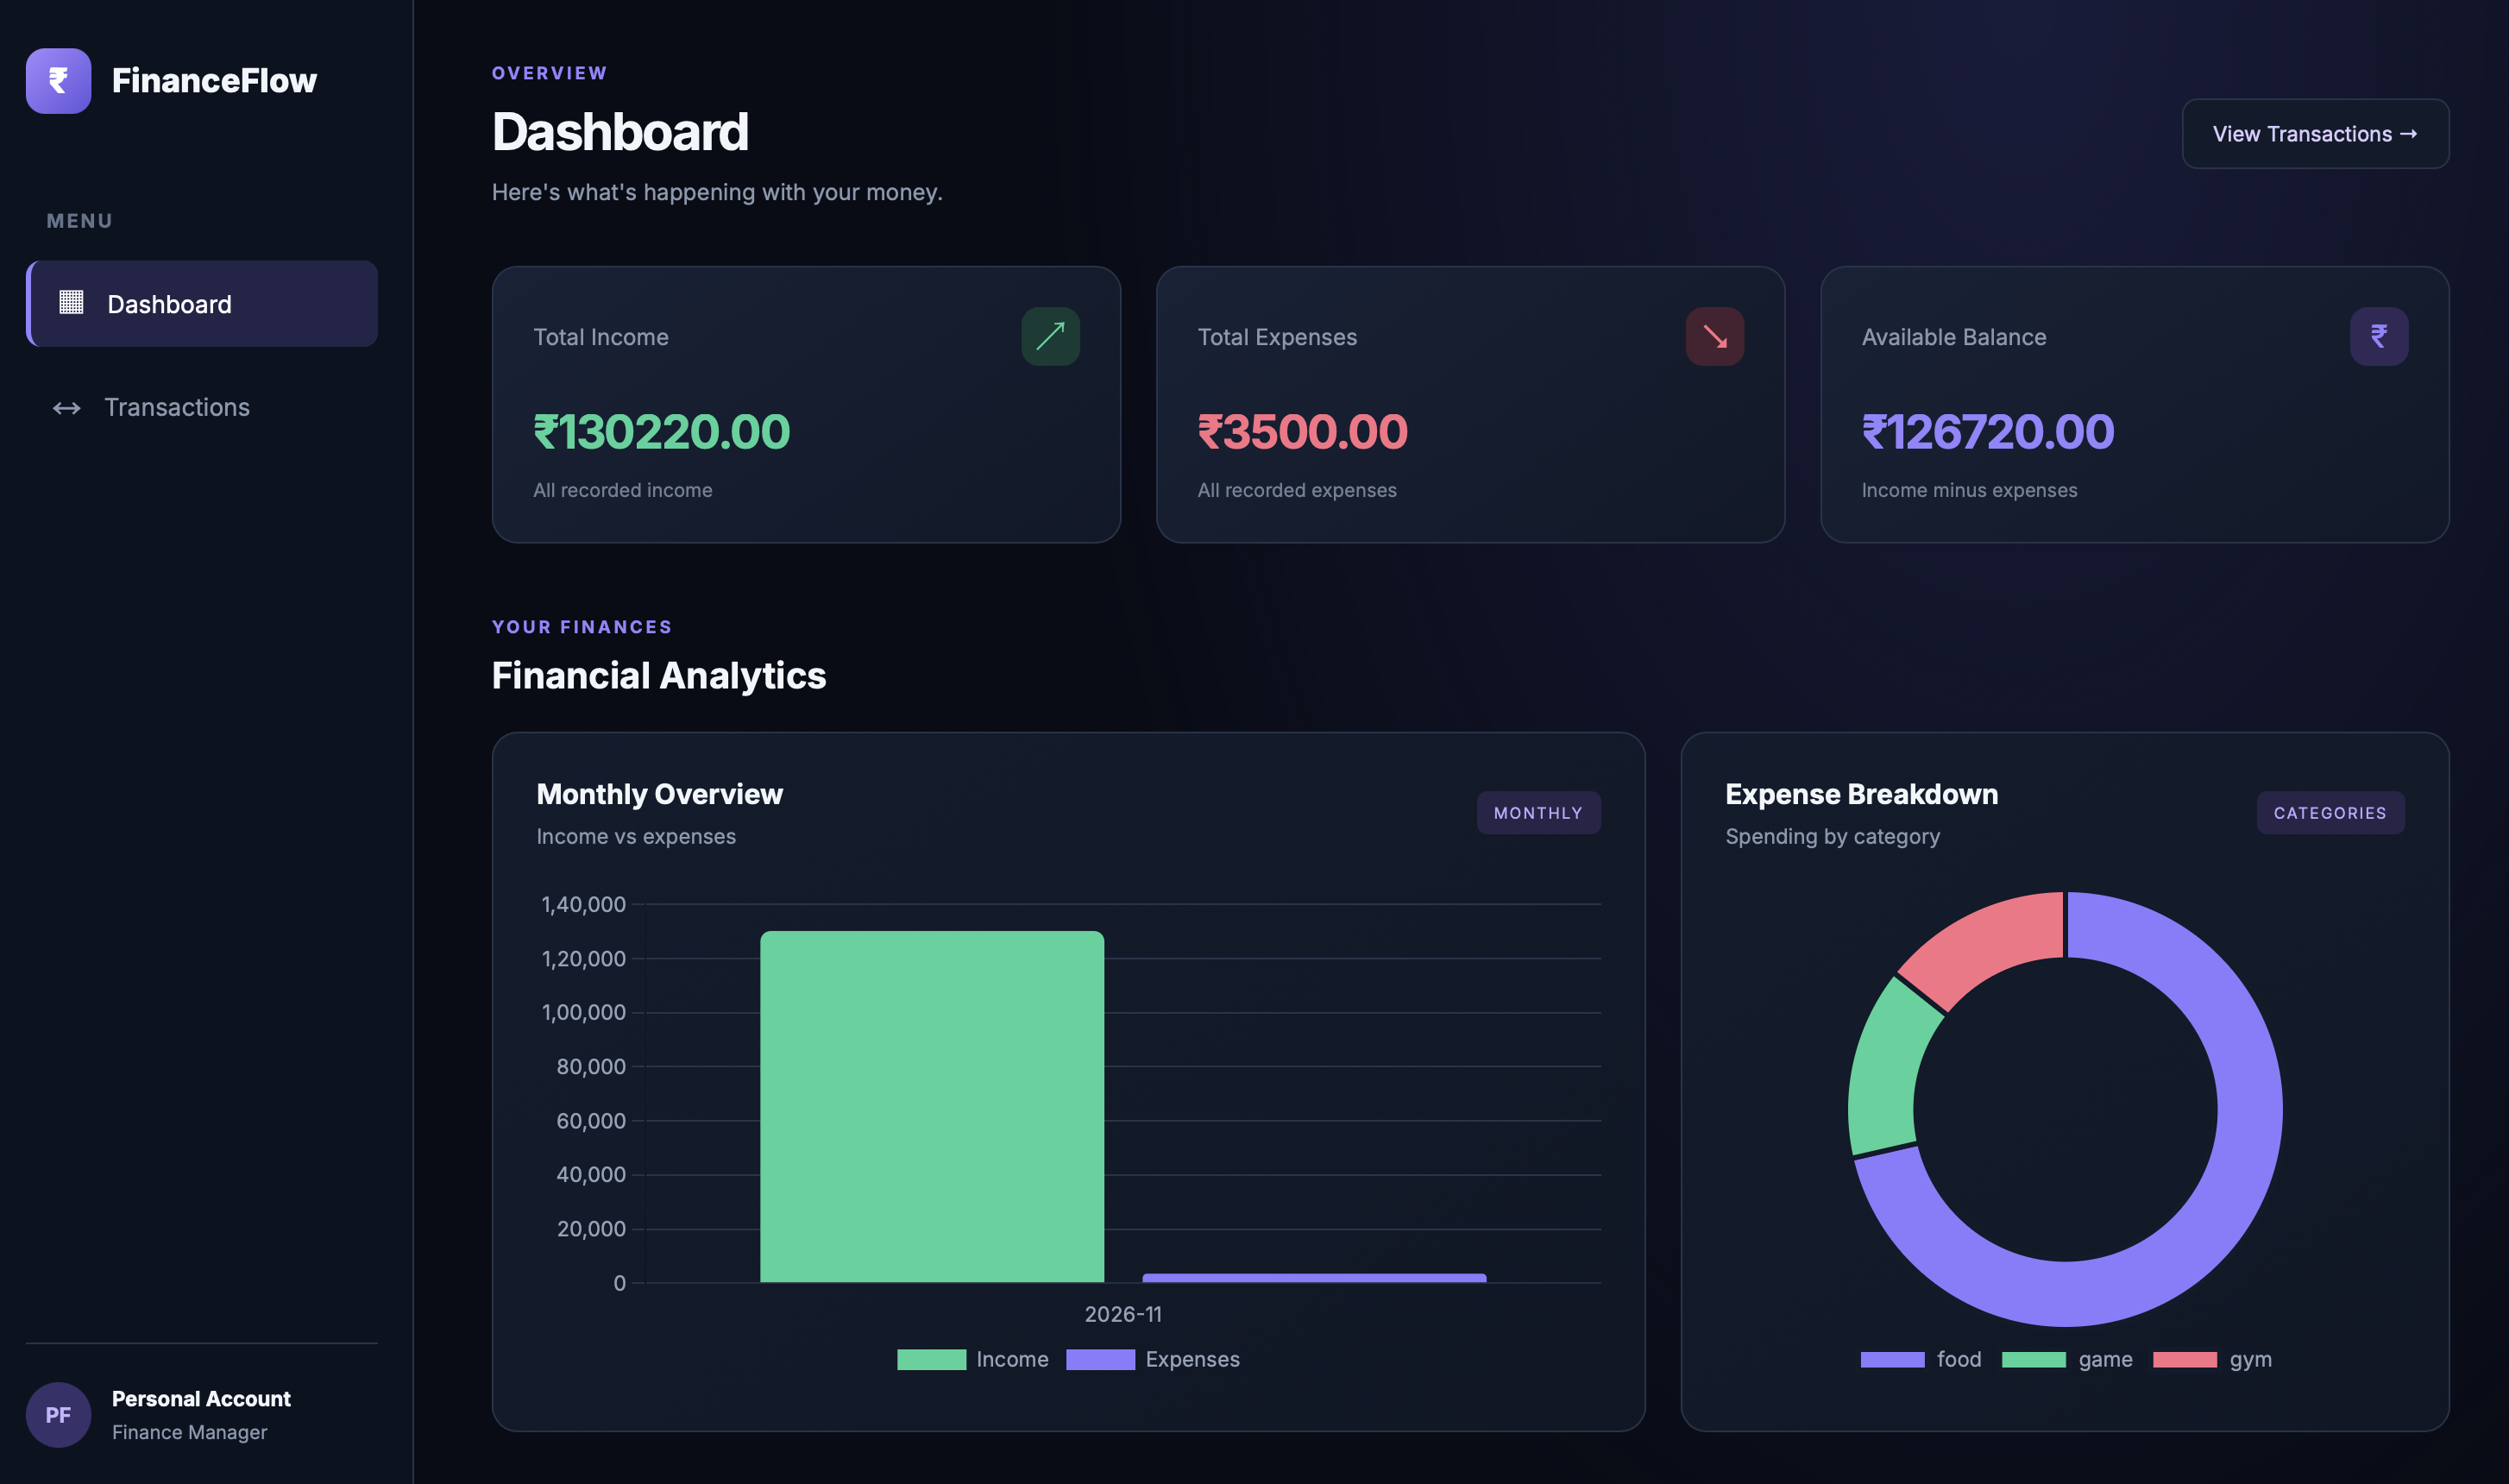 ₹
FinanceFlow
MENU
Dashboard
Transactions
PF
Personal Account
Finance Manager
OVERVIEW
Dashboard
Here's what's happening with your money.
View Transactions →
Total Income
₹130220.00
All recorded income
Total Expenses
₹3500.00
All recorded expenses
Available Balance
₹
₹126720.00
Income minus expenses
YOUR FINANCES
Financial Analytics
Monthly Overview
Income vs expenses
MONTHLY
1,40,000
1,20,000
1,00,000
80,000
60,000
40,000
20,000
0
2026-11
Income Expenses
Expense Breakdown
Spending by category
CATEGORIES
food game gym